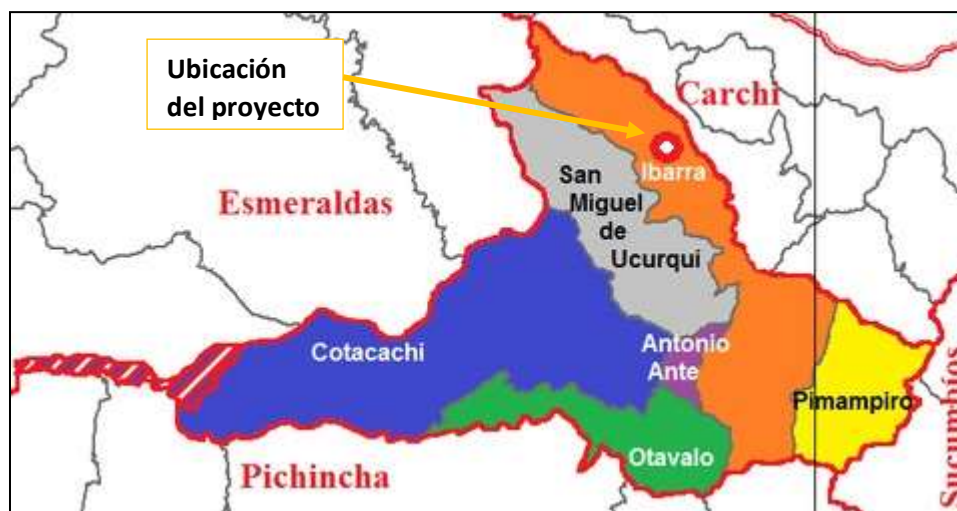 Ubicación
del proyecto
Carchi
Ibarra
San
Miguel
de
Ucurqui
Esmeraldas
Cotacachi
Antonio
Ante
Pimampiro
Otavalo
Pichincha
Sucumbíos